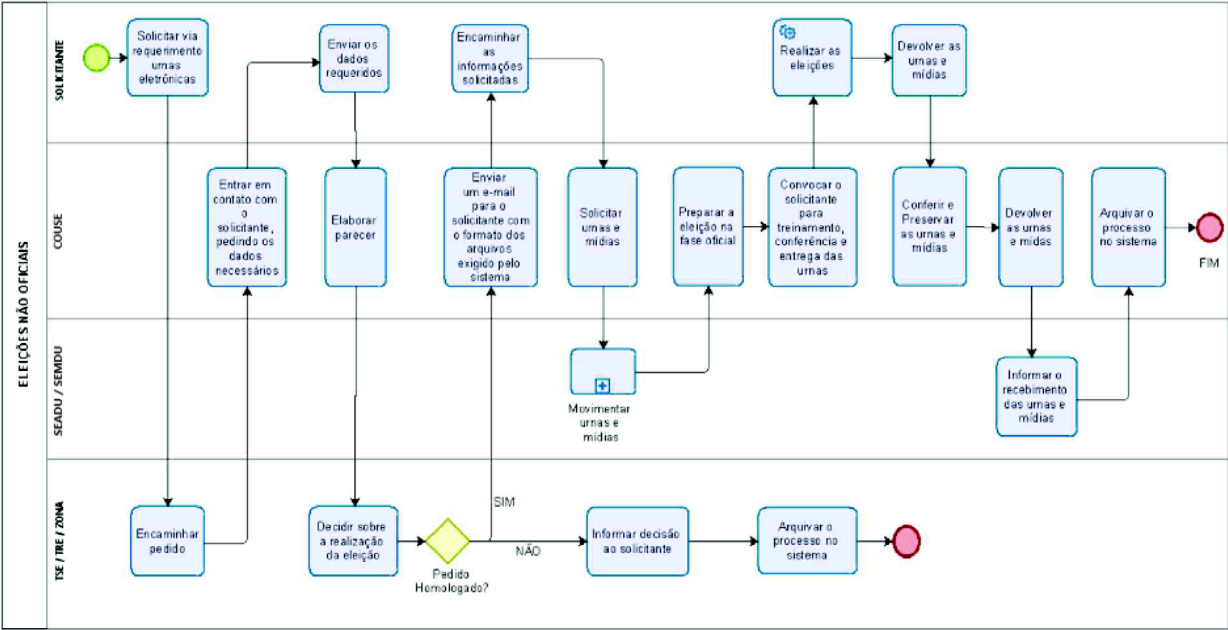 ELEIÇÕES NÃO OFICIAIS
SOLICITANTE
Solicitar via
requerimento
urnas
eletrônicas
Enviar os
dados
requeridos
Encaminhar
as
informações
solicitadas
Realizar as
eleições
Devolver as
urnas e
mídias
COUSE
Entrar em
contato com
o
solicitante,
pedindo os
dados
necessários
Elaborar
parecer
Enviar
um e-mail
para o
solicitante com
o formato dos
arquivos
exigido pelo
sistema
Solicitar
urnas e
mídias
Preparar a
eleição na
fase oficial
Convocar o
solicitante
para
treinamento,
conferência e
entrega das
urnas
Conferir e
Preservar
as urnas e
mídias
Devolver
as urnas
e midas
Arquivar o
processo
no sistema
FIM
SEADU / SEMDU
Movimentar
urnas e
mídias
Informar o
recebimento
das urnas e
mídias
TSE / TRE / ZONA
Encaminhar
pedido
Decidir sobre
a realização
da eleição
Pedido
Homologado?
SIM
NÃO
Informar decisão
ao solicitante
Arquivar o
processo no
sistema